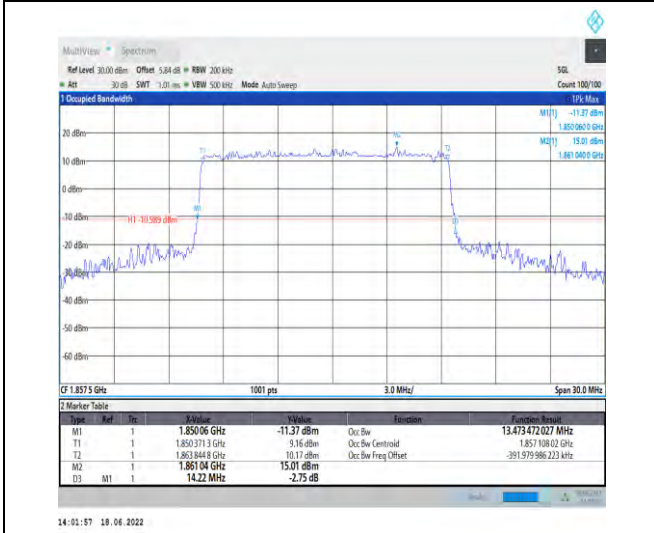 MultiView Spectrum
Ref Level 30.00 dBm Offset 5.84 dB RBW 200 kHz SGL
Att 30 dB SWT 1.01 ms VBW 500 kHz Mode Auto Sweep Count 100/100
1 Occupied Bandwidth 1Pk Max
M1[1] -11.37 dBm
1.850 060 0 GHz
M2[1] 15.01 dBm
1.861 040 0 GHz
20 dBm
T1 M2 T2
10 dBm
0 dBm
M1
-10 dBm
H1 -10.989 dBm
D3
-20 dBm
-30 dBm
-40 dBm
-50 dBm
-60 dBm
CF 1.857 5 GHz 1001 pts 3.0 MHz/ Span 30.0 MHz
2 Marker Table
Type Ref Trc X-Value Y-Value Function Function Result
M1 1 1.850 06 GHz -11.37 dBm Occ Bw 13.473 472 027 MHz
T1 1 1.850 371 3 GHz 9.16 dBm Occ Bw Centroid 1.857 108 02 GHz
T2 1 1.863 844 8 GHz 10.17 dBm Occ Bw Freq Offset -391.979 986 223 kHz
M2 1 1.861 04 GHz 15.01 dBm
D3 M1 1 14.22 MHz -2.75 dB
14:01:57 18.06.2022